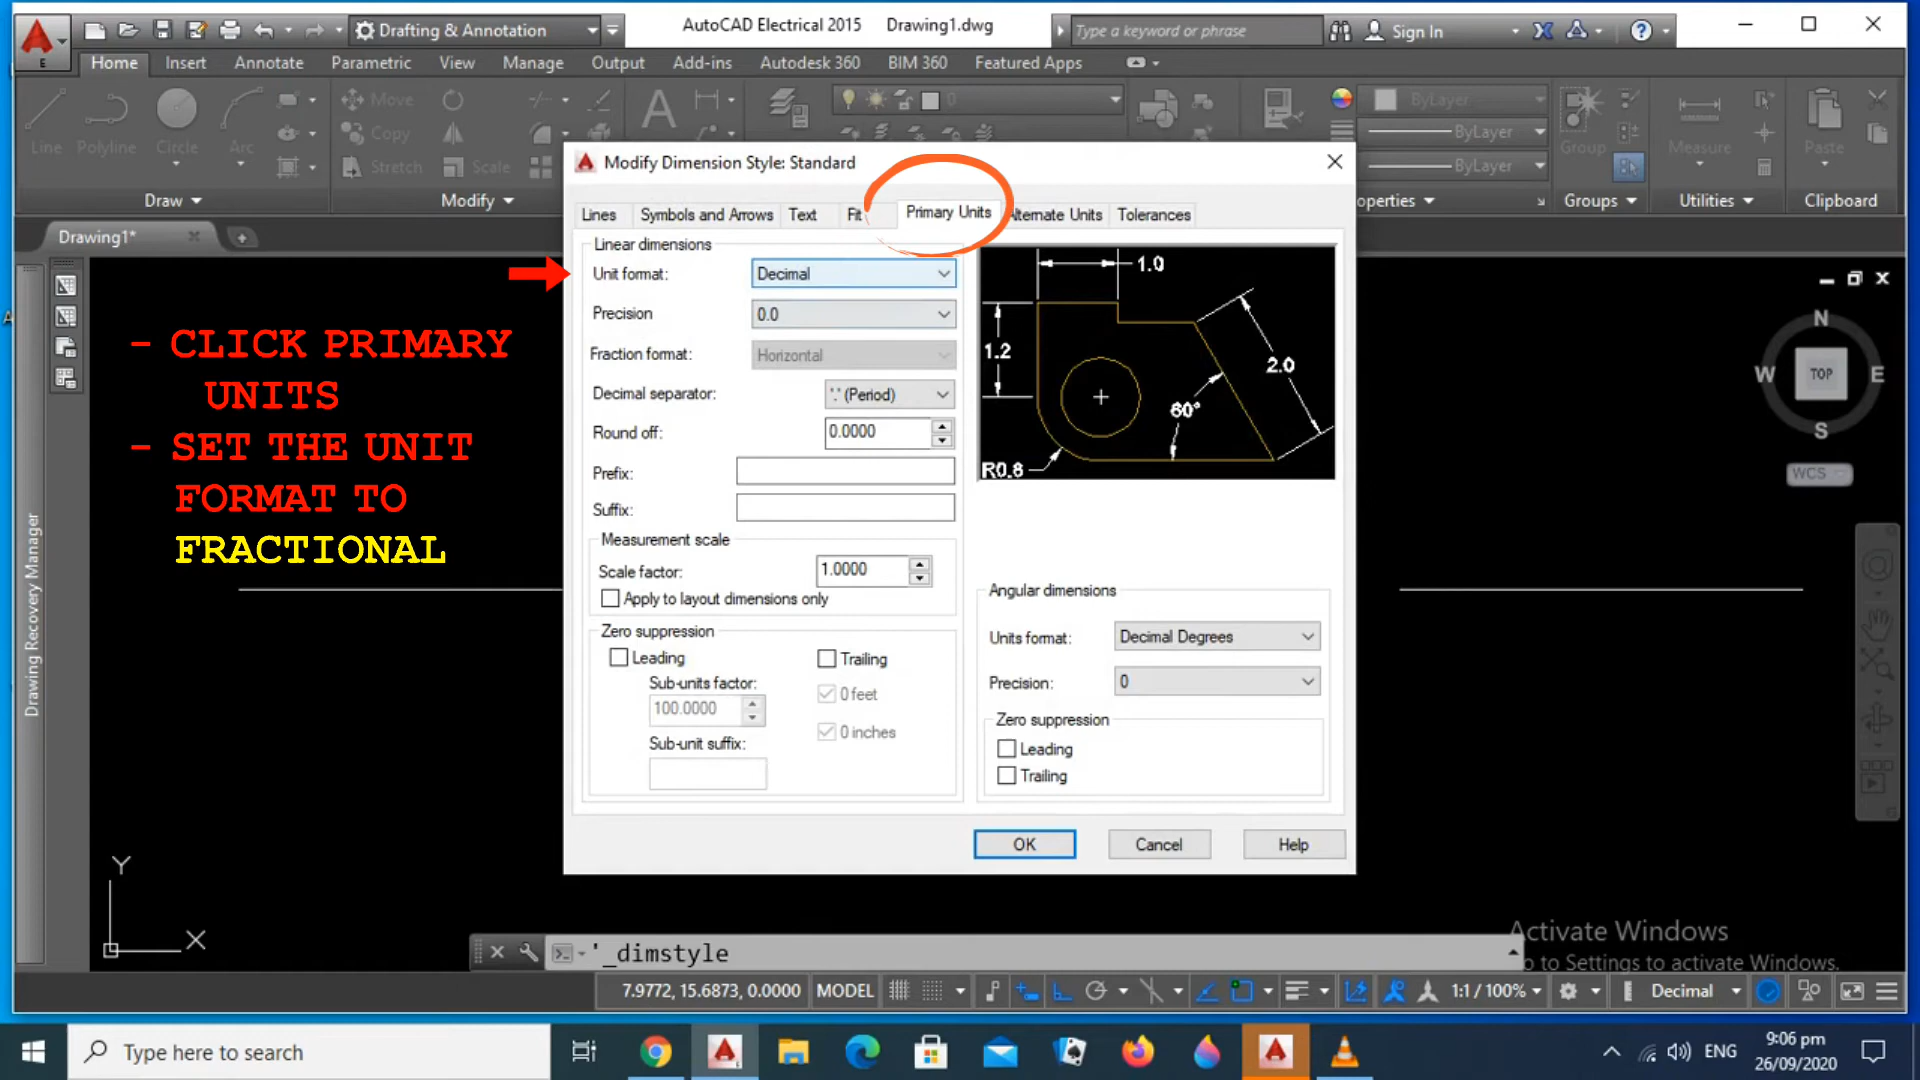 AutoCAD Electrical 2015 Drawing1.dwg
Drafting & Annotation
Type a keyword or phrase
Sign In
E
Home Insert Annotate Parametric View Manage Output Add-ins Autodesk 360 BIM 360 Featured Apps
Line Polyline Circle Arc
Move
Copy
Stretch Scale
0
ByLayer
ByLayer
ByLayer
Group Measure Paste
Draw Modify operties Groups Utilities Clipboard
Drawing1*
Modify Dimension Style: Standard
Lines Symbols and Arrows Text Fit Primary Units Alternate Units Tolerances
Linear dimensions
Unit format: Decimal
Precision 0.0
Fraction format: Horizontal
Decimal separator: '.' (Period)
Round off: 0.0000
Prefix:
Suffix:
Measurement scale
Scale factor: 1.0000
Apply to layout dimensions only
Zero suppression
Leading Trailing
Sub-units factor:
100.0000
0 feet
0 inches
Sub-unit suffix:
1.0
1.2
2.0
60°
R0.8
Angular dimensions
Units format: Decimal Degrees
Precision: 0
Zero suppression
Leading
Trailing
OK Cancel Help
- CLICK PRIMARY
UNITS
- SET THE UNIT
FORMAT TO
FRACTIONAL
Drawing Recovery Manager
N
W TOP E
S
WCS
Y
X
'_dimstyle
Activate Windows
o to Settings to activate Windows.
7.9772, 15.6873, 0.0000 MODEL 1:1 / 100% Decimal
Type here to search
ENG
9:06 pm
26/09/2020